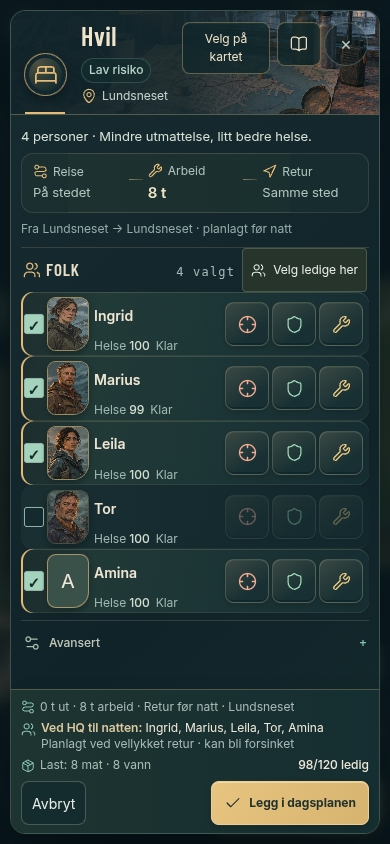 Hvil
Velg på
kartet
Lav risiko
Lundsneset
4 personer · Mindre utmattelse, litt bedre helse.
Reise
Arbeid
Retur
På stedet
8 t
Samme sted
Fra Lundsneset → Lundsneset · planlagt før natt
FOLK
4 valgt
Velg ledige her
Ingrid
Helse 100 Klar
Marius
Helse 99 Klar
Leila
Helse 100 Klar
Tor
Helse 100 Klar
A
Amina
Helse 100 Klar
Avansert
+
0 t ut · 8 t arbeid · Retur før natt · Lundsneset
Ved HQ til natten: Ingrid, Marius, Leila, Tor, Amina
Planlagt ved vellykket retur · kan bli forsinket
Last: 8 mat · 8 vann
98/120 ledig
Avbryt
Legg i dagsplanen